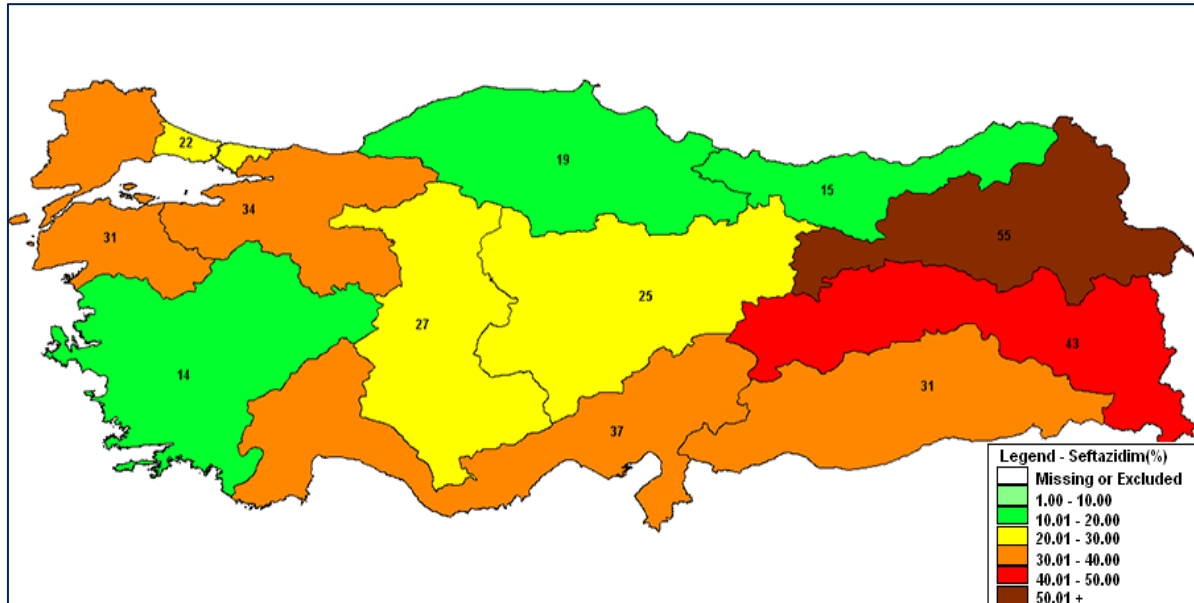 22
19
15
34
31
55
25
27
43
14
31
37
Legend - Seftazidim(%)
Missing or Excluded
1.00 - 10.00
10.01 - 20.00
20.01 - 30.00
30.01 - 40.00
40.01 - 50.00
50.01 +